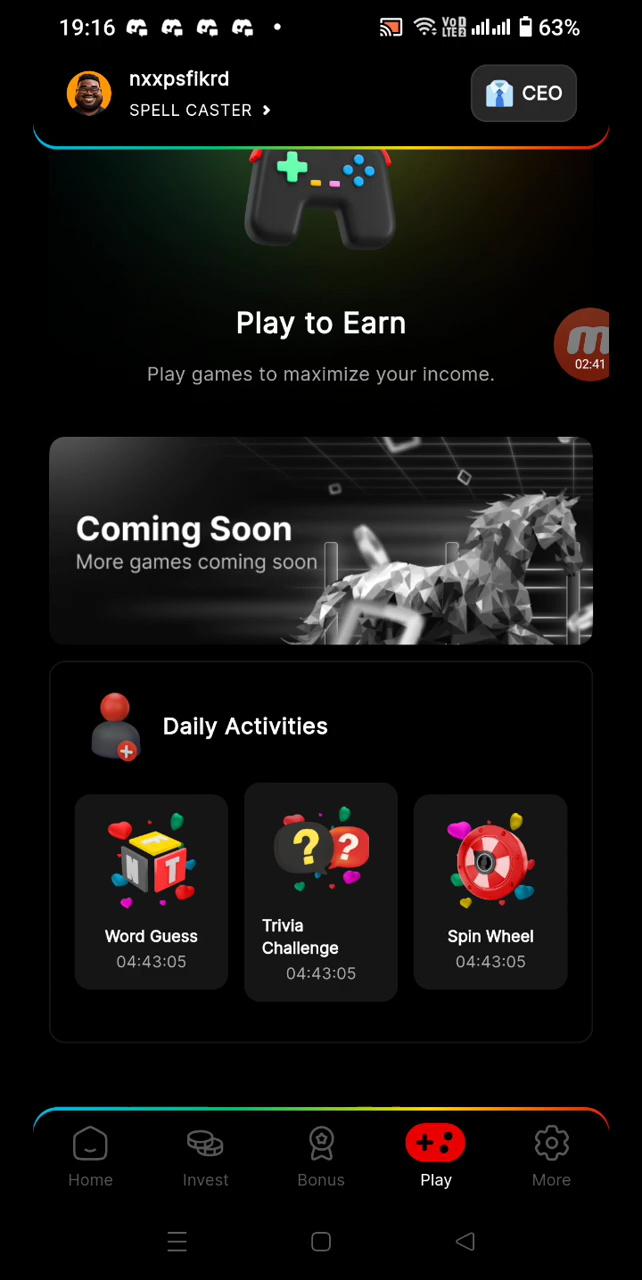 19:16
VoD
LTE2
63%
nxxpsfikrd
SPELL CASTER
CEO
Play to Earn
Play games to maximize your income.
02:41
Coming Soon
More games coming soon
Daily Activities
T
N T
? ?
Word Guess
04:43:05
Trivia
Challenge
04:43:05
Spin Wheel
04:43:05
Home
Invest
Bonus
Play
More